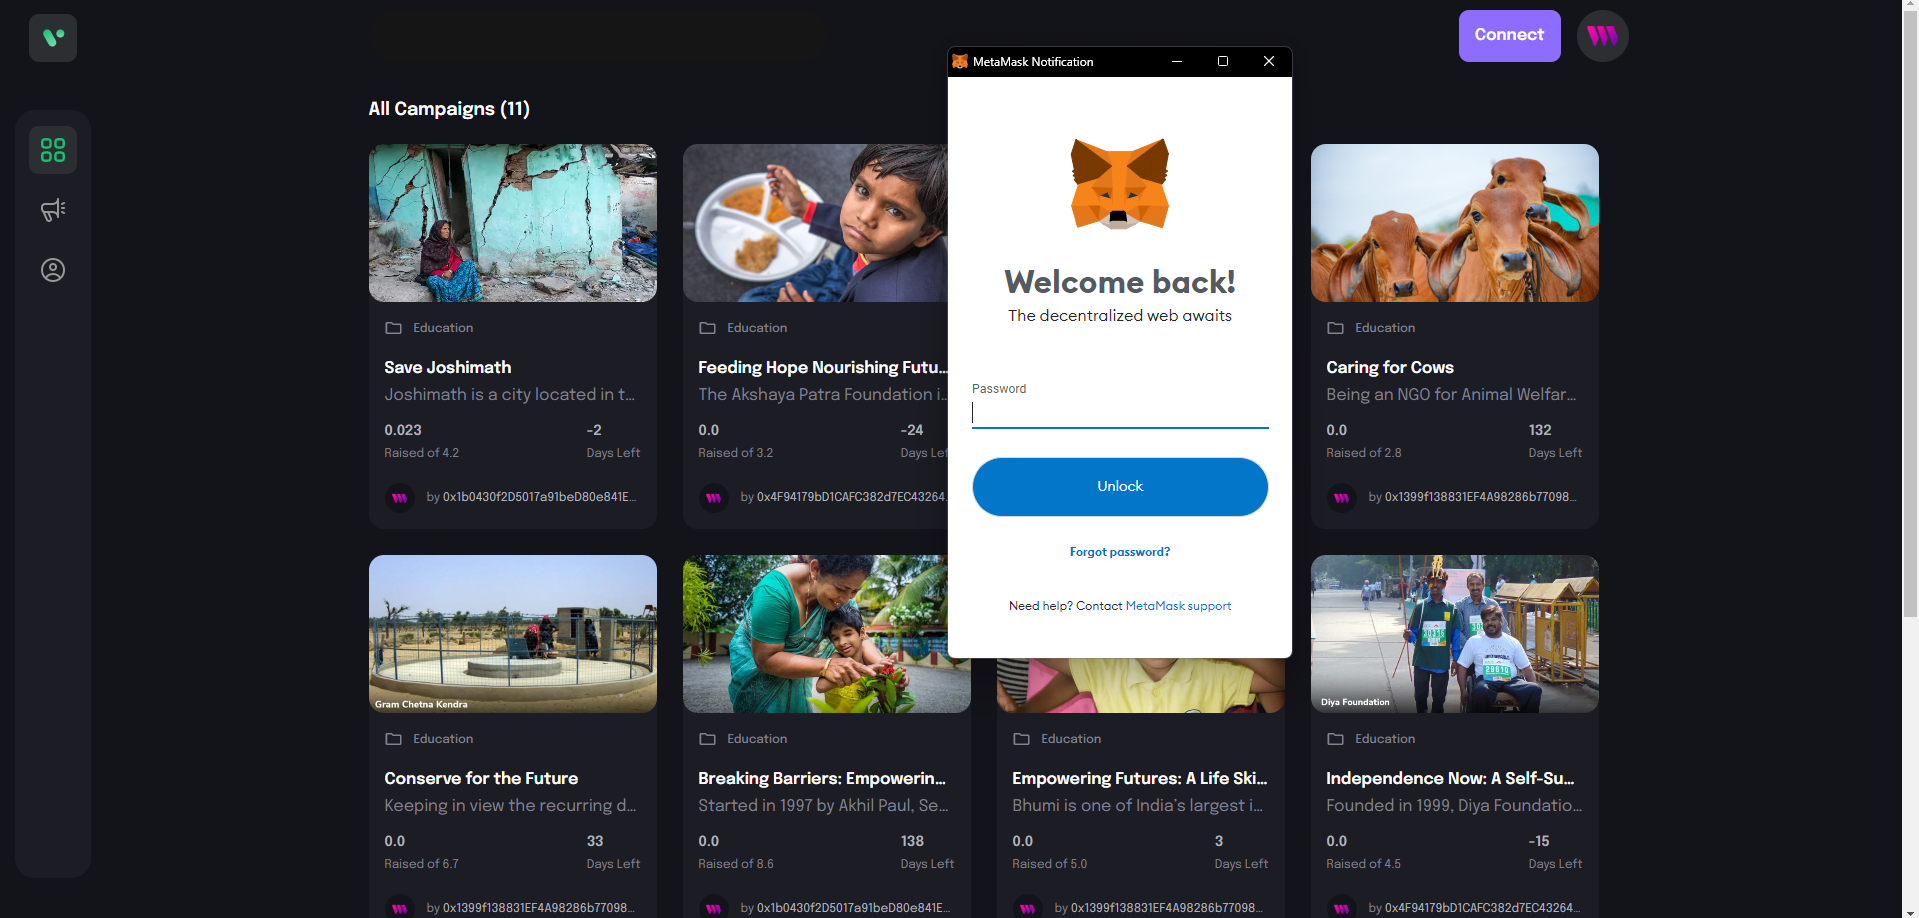 Connect
MetaMask Notification
All Campaigns (11)
Welcome back!
The decentralized web awaits
Password
Unlock
Forgot password?
Need help? Contact MetaMask support
Education
Save Joshimath
Joshimath is a city located in t...
0.023
-2
Raised of 4.2
Days Left
by 0x1b0430f2D5017a91beD80e841E...
Education
Feeding Hope Nourishing Futu...
The Akshaya Patra Foundation i...
0.0
-24
Raised of 3.2
Days Lef
by 0x4F94179bD1CAFC382d7EC43264...
Education
Caring for Cows
Being an NGO for Animal Welfar...
0.0
132
Raised of 2.8
Days Left
by 0x1399f138831EF4A98286b77098...
Gram Chetna Kendra
Education
Conserve for the Future
Keeping in view the recurring d...
0.0
33
Raised of 6.7
Days Left
by 0x1399f138831EF4A98286b77098...
Education
Breaking Barriers: Empowerin...
Started in 1997 by Akhil Paul, Se...
0.0
138
Raised of 8.6
Days Left
by 0x1b0430f2D5017a91beD80e841E...
Education
Empowering Futures: A Life Ski...
Bhumi is one of India's largest i...
0.0
3
Raised of 5.0
Days Left
by 0x1399f138831EF4A98286b77098...
Diya Foundation
Education
Independence Now: A Self-Su...
Founded in 1999, Diya Foundatio...
0.0
-15
Raised of 4.5
Days Left
by 0x4F94179bD1CAFC382d7EC43264...